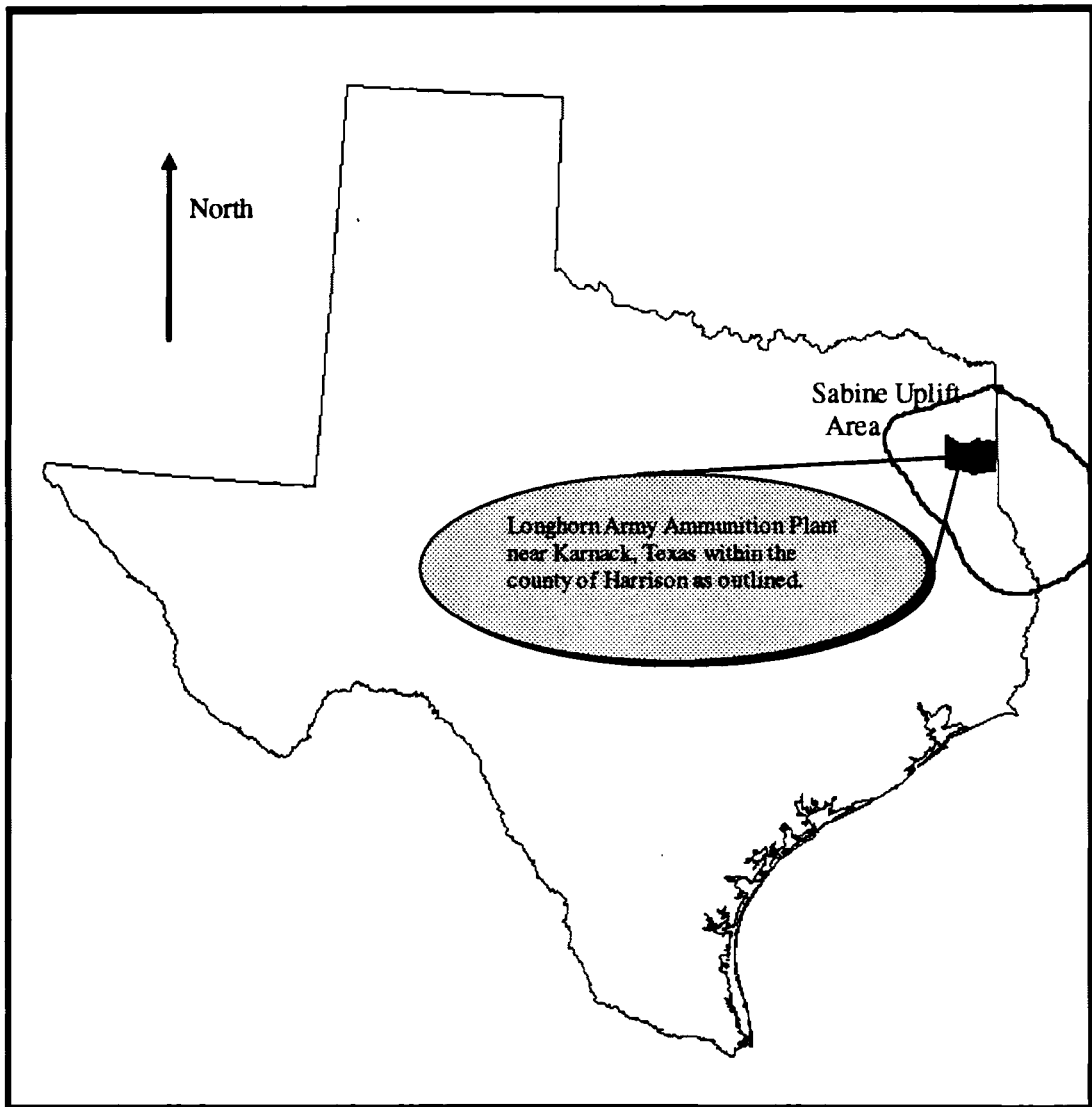 North
Sabine Uplift
Area
Longhorn Army Ammunition Plant
near Karnack, Texas within the
county of Harrison as outlined.